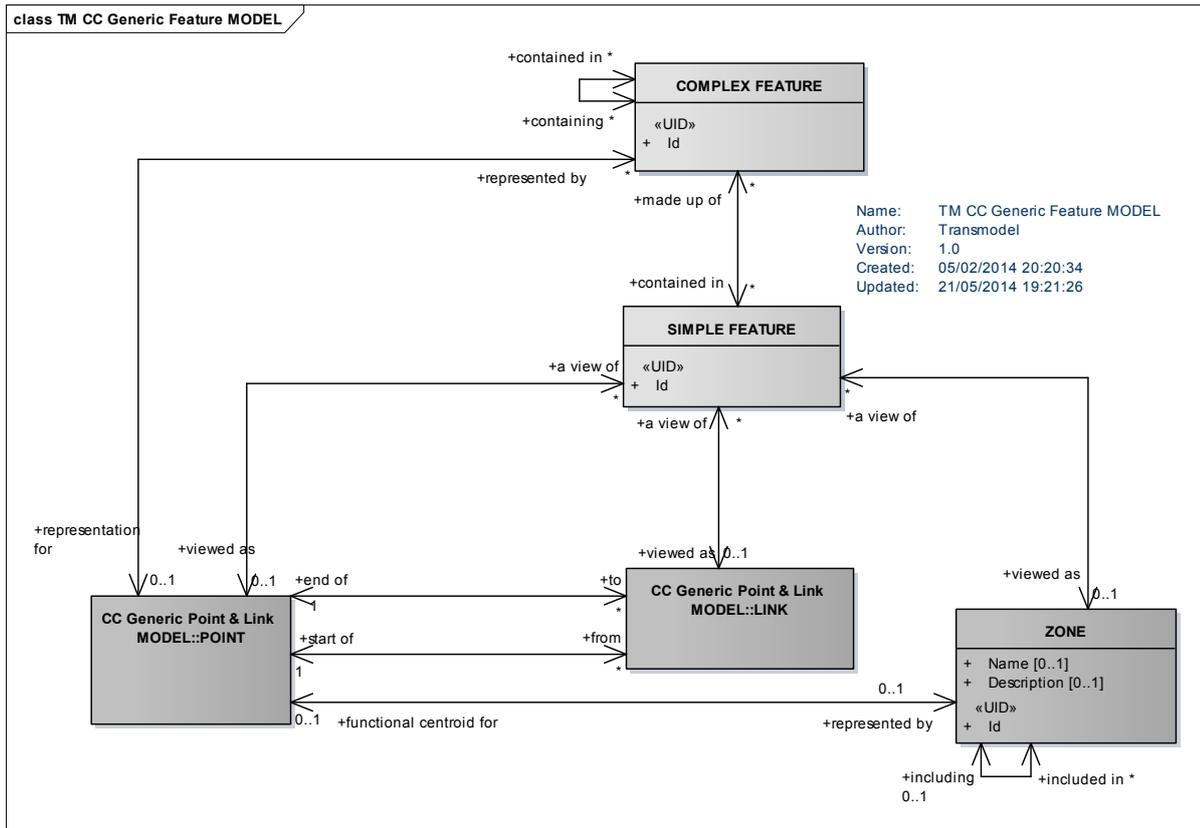 class TM CC Generic Feature MODEL
+contained in *
COMPLEX FEATURE
+containing *
«UID»
+ Id
+represented by *
+made up of *
Name: TM CC Generic Feature MODEL
Author: Transmodel
Version: 1.0
Created: 05/02/2014 20:20:34
Updated: 21/05/2014 19:21:26
+contained in *
SIMPLE FEATURE
+a view of
*
«UID»
+ Id
*
+a view of *
+a view of
+representation
for
0..1
+viewed as
0..1
+viewed as 0..1
+viewed as
0..1
+end of
1
+to
*
CC Generic Point & Link
MODEL::POINT
CC Generic Point & Link
MODEL::LINK
+start of
1
+from
*
ZONE
+ Name [0..1]
+ Description [0..1]
«UID»
+ Id
0..1
0..1
+functional centroid for
+represented by
+including
0..1
+included in *